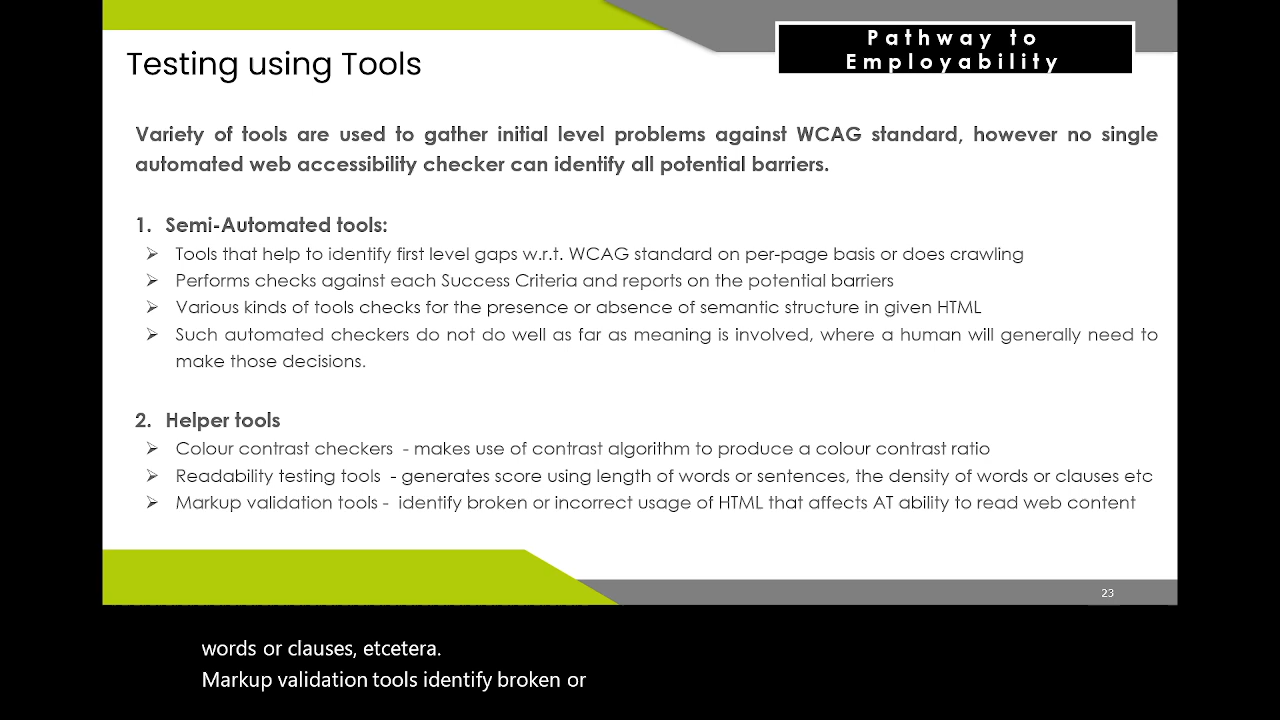 Pathway to
Employability
Testing using Tools
Variety of tools are used to gather initial level problems against WCAG standard, however no single
automated web accessibility checker can identify all potential barriers.
1. Semi-Automated tools:
➢ Tools that help to identify first level gaps w.r.t. WCAG standard on per-page basis or does crawling
➢ Performs checks against each Success Criteria and reports on the potential barriers
➢ Various kinds of tools checks for the presence or absence of semantic structure in given HTML
➢ Such automated checkers do not do well as far as meaning is involved, where a human will generally need to
make those decisions.
2. Helper tools
➢ Colour contrast checkers - makes use of contrast algorithm to produce a colour contrast ratio
➢ Readability testing tools - generates score using length of words or sentences, the density of words or clauses etc
➢ Markup validation tools - identify broken or incorrect usage of HTML that affects AT ability to read web content
23
words or clauses, etcetera.
Markup validation tools identify broken or